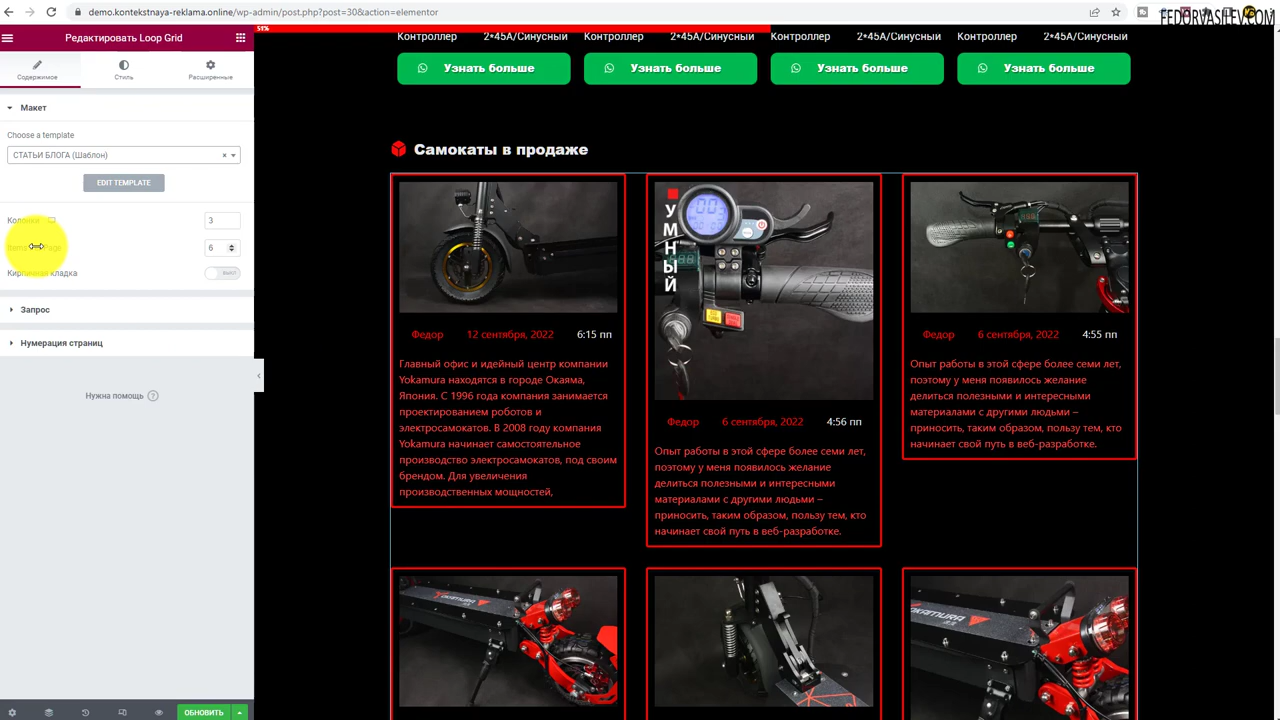 demo.kontekstnaya-reklama.online/wp-admin/post.php?post=30&action=elementor
FEDORVASILEV.COM
Редактировать Loop Grid
51%
Содержимое
Стиль
Расширенные
Макет
Choose a template
СТАТЬИ БЛОГА (Шаблон)
×
EDIT TEMPLATE
Колонки
3
6
Кирпичная кладка
ВЫКЛ
Запрос
Нумерация страниц
Нужна помощь ?
ОБНОВИТЬ
Контроллер 2*45А/Синусный
Контроллер 2*45А/Синусный
Контроллер 2*45А/Синусный
Контроллер 2*45А/Синусный
Узнать больше
Узнать больше
Узнать больше
Узнать больше
Самокаты в продаже
Федор 12 сентября, 2022 6:15 пп
Главный офис и идейный центр компании
Yokamura находятся в городе Окаяма,
Япония. С 1996 года компания занимается
проектированием роботов и
электросамокатов. В 2008 году компания
Yokamura начинает самостоятельное
производство электросамокатов, под своим
брендом. Для увеличения
производственных мощностей,
УМНЫЙ
Федор 6 сентября, 2022 4:56 пп
Опыт работы в этой сфере более семи лет,
поэтому у меня появилось желание
делиться полезными и интересными
материалами с другими людьми –
приносить, таким образом, пользу тем, кто
начинает свой путь в веб-разработке.
Федор 6 сентября, 2022 4:55 пп
Опыт работы в этой сфере более семи лет,
поэтому у меня появилось желание
делиться полезными и интересными
материалами с другими людьми –
приносить, таким образом, пользу тем, кто
начинает свой путь в веб-разработке.
YOKAMURA
YOKAMURA